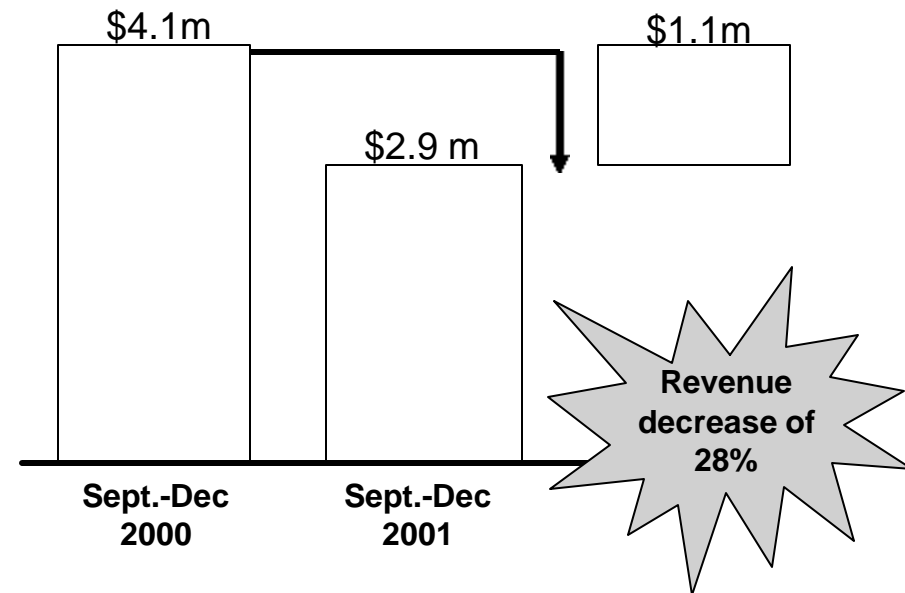 $4.1m
$1.1m
$2.9 m
Revenue
decrease of
28%
Sept.-Dec
2000
Sept.-Dec
2001